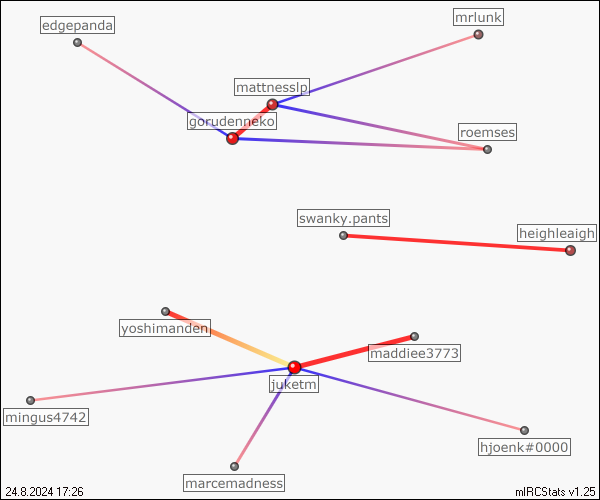 edgepanda
mrlunk
mattnesslp
gorudenneko
roemses
swanky.pants
heighleaigh
yoshimanden
maddiee3773
juketm
mingus4742
hjoenk#0000
marcemadness
24.8.2024 17:26
mIRCStats v1.25